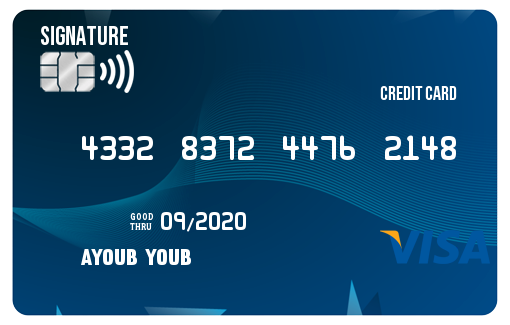 SIGNATURE
CREDIT CARD
4332 8372 4476 2148
GOOD THRU 09/2020
AYOUB YOUB
VISA